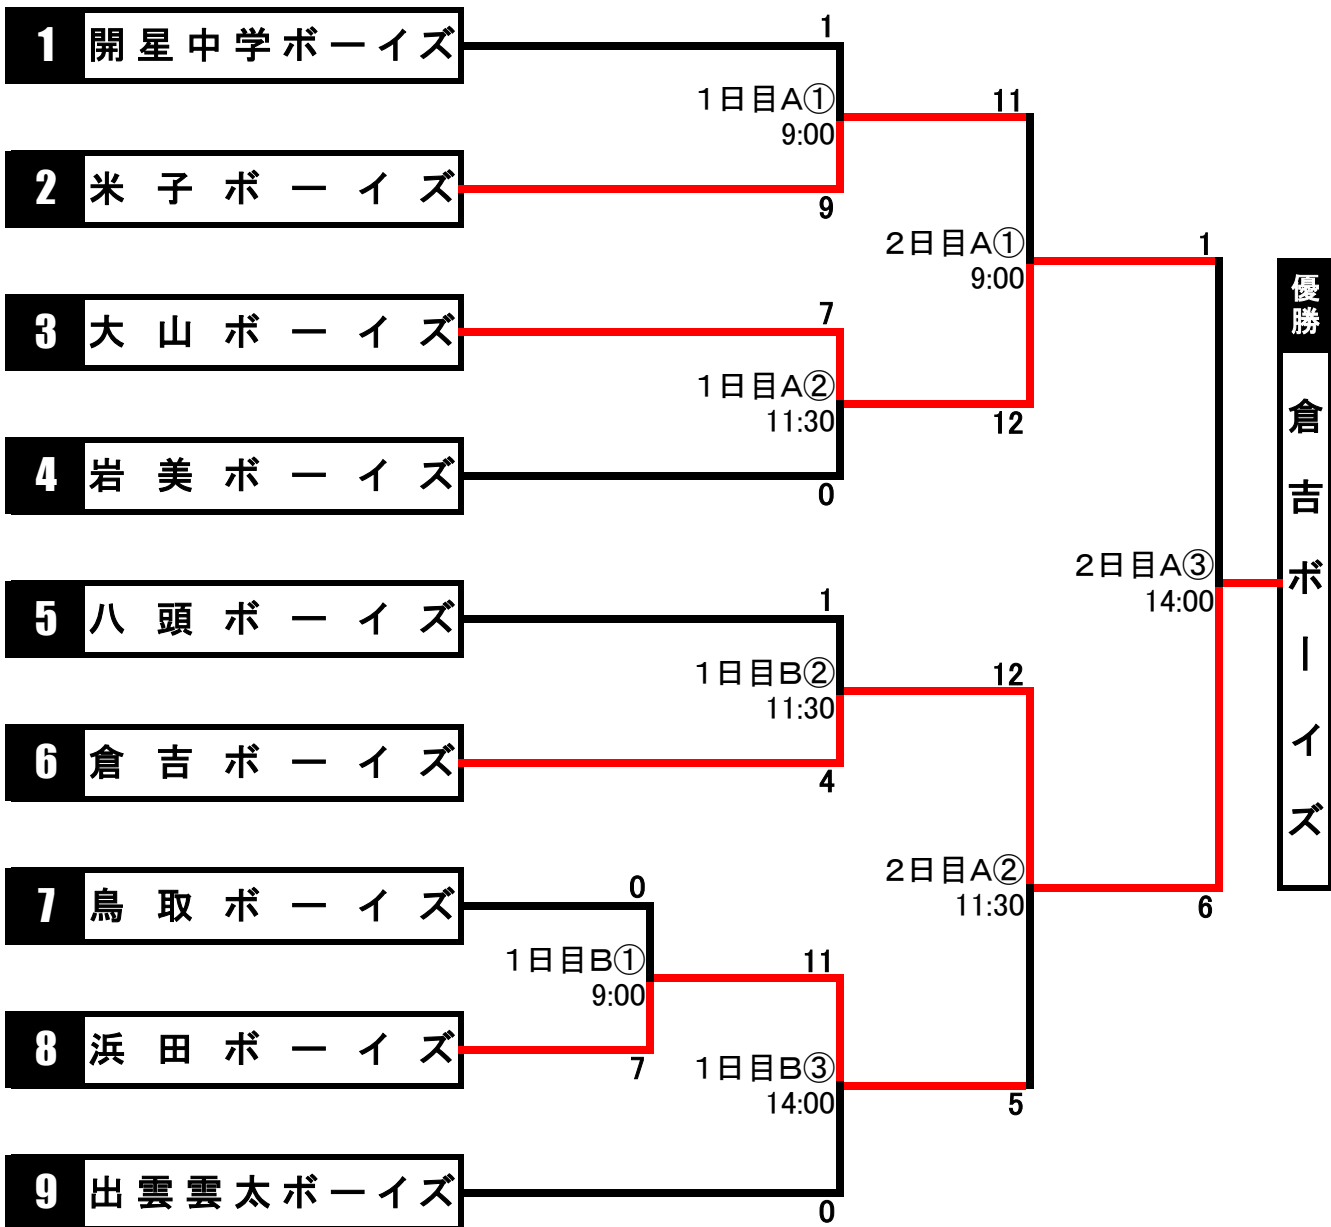 1 開星中学ボーイズ
1
1日目A①
9:00
2 米子ボーイズ
9
11
2日目A①
9:00
3 大山ボーイズ
7
1日目A②
11:30
12
4 岩美ボーイズ
0
1
2日目A③
14:00
5 八頭ボーイズ
1
1日目B②
11:30
12
6 倉吉ボーイズ
4
2日目A②
11:30
6
7 鳥取ボーイズ
0
1日目B①
9:00
11
8 浜田ボーイズ
7
1日目B③
14:00
5
9 出雲雲太ボーイズ
0
優勝
倉吉ボーイズ